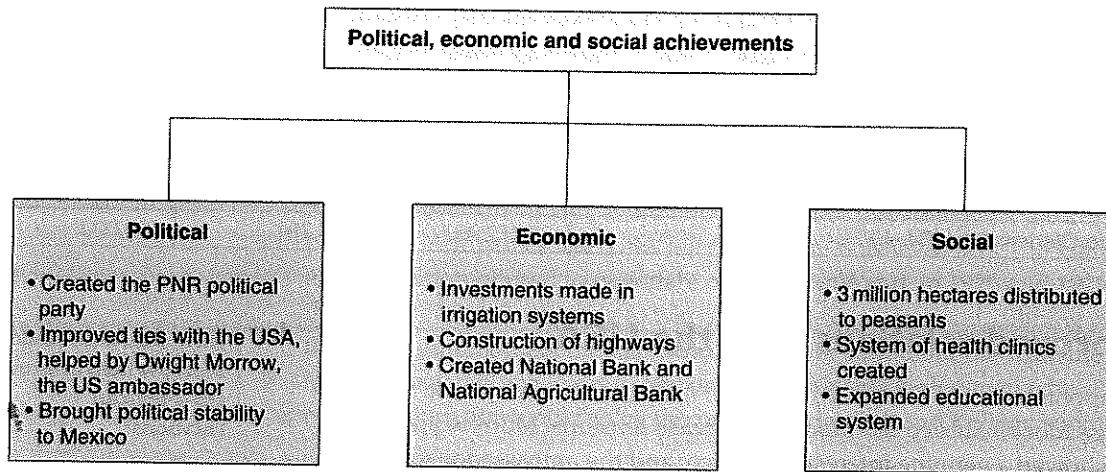 Political, economic and social achievements
Political
• Created the PNR political
party
• Improved ties with the USA,
helped by Dwight Morrow,
the US ambassador
• Brought political stability
to Mexico
Economic
• Investments made in
irrigation systems
• Construction of highways
• Created National Bank and
National Agricultural Bank
Social
• 3 million hectares distributed
to peasants
• System of health clinics
created
• Expanded educational
system